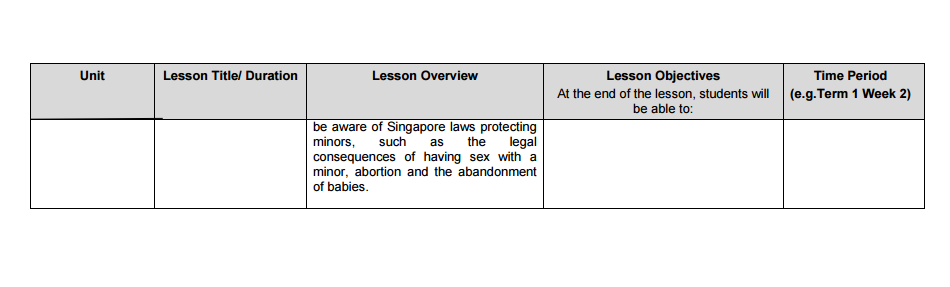 Unit
Lesson Title/ Duration
Lesson Overview
Lesson Objectives
At the end of the lesson, students will
be able to:
Time Period
(e.g.Term 1 Week 2)
be aware of Singapore laws protecting
minors, such as the legal
consequences of having sex with a
minor, abortion and the abandonment
of babies.